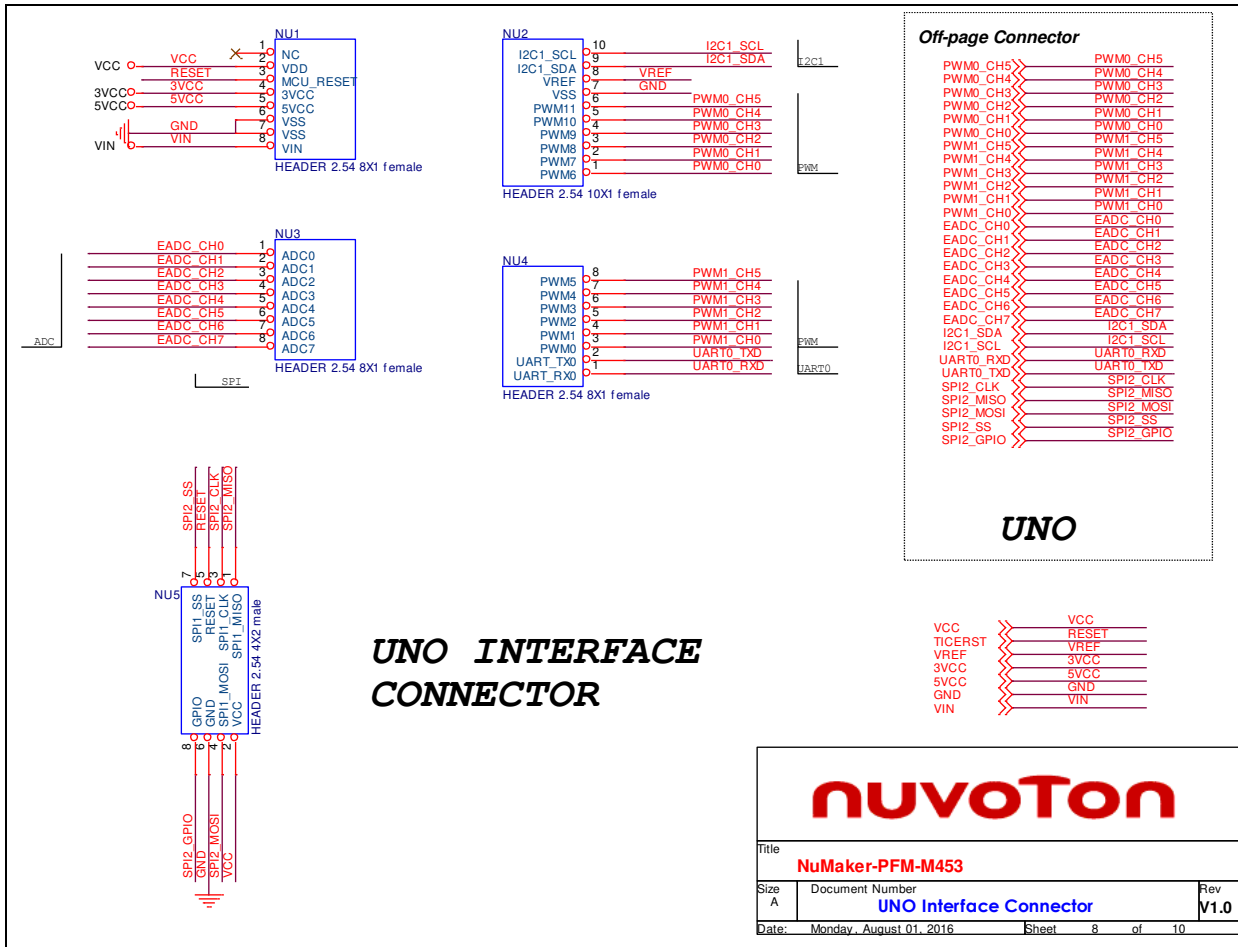 NU1
1 NC
VCC VCC 2 VDD
RESET 3 MCU_RESET
3VCC 3VCC 4 3VCC
5VCC 5VCC 5 5VCC
6 VSS
GND 7 VSS
VIN VIN 8 VIN
HEADER 2.54 8X1 female
NU2
I2C1_SCL 10 I2C1_SCL
I2C1_SDA 9 I2C1_SDA
I2C1
VREF 8 VREF
VSS 7 GND
PWM11 6 PWM0_CH5
PWM10 5 PWM0_CH4
PWM9 4 PWM0_CH3
PWM8 3 PWM0_CH2
PWM7 2 PWM0_CH1
PWM6 1 PWM0_CH0
PWM
HEADER 2.54 10X1 female
NU3
EADC_CH0 1 ADC0
EADC_CH1 2 ADC1
EADC_CH2 3 ADC2
EADC_CH3 4 ADC3
EADC_CH4 5 ADC4
EADC_CH5 6 ADC5
EADC_CH6 7 ADC6
EADC_CH7 8 ADC7
ADC
HEADER 2.54 8X1 female
SPI
NU4
PWM5 8 PWM1_CH5
PWM4 7 PWM1_CH4
PWM3 6 PWM1_CH3
PWM2 5 PWM1_CH2
PWM1 4 PWM1_CH1
PWM0 3 PWM1_CH0
PWM
UART_TX0 2 UART0_TXD
UART_RX0 1 UART0_RXD
UART0
HEADER 2.54 8X1 female
Off-page Connector
PWM0_CH5 PWM0_CH5
PWM0_CH4 PWM0_CH4
PWM0_CH3 PWM0_CH3
PWM0_CH2 PWM0_CH2
PWM0_CH1 PWM0_CH1
PWM0_CH0 PWM0_CH0
PWM1_CH5 PWM1_CH5
PWM1_CH4 PWM1_CH4
PWM1_CH3 PWM1_CH3
PWM1_CH2 PWM1_CH2
PWM1_CH1 PWM1_CH1
PWM1_CH0 PWM1_CH0
EADC_CH0 EADC_CH0
EADC_CH1 EADC_CH1
EADC_CH2 EADC_CH2
EADC_CH3 EADC_CH3
EADC_CH4 EADC_CH4
EADC_CH5 EADC_CH5
EADC_CH6 EADC_CH6
EADC_CH7 EADC_CH7
I2C1_SDA I2C1_SDA
I2C1_SCL I2C1_SCL
UART0_RXD UART0_RXD
UART0_TXD UART0_TXD
SPI2_CLK SPI2_CLK
SPI2_MISO SPI2_MISO
SPI2_MOSI SPI2_MOSI
SPI2_SS SPI2_SS
SPI2_GPIO SPI2_GPIO
UNO
SPI2_SS
RESET
SPI2_CLK
SPI2_MISO
7 5 3 1
NU5
SPI1_SS
RESET
SPI1_CLK
SPI1_MISO
GPIO
GND
SPI1_MOSI
VCC
HEADER 2.54 4X2 male
8 6 4 2
SPI2_GPIO
GND
SPI2_MOSI
VCC
UNO INTERFACE
CONNECTOR
VCC VCC
TICERST RESET
VREF VREF
3VCC 3VCC
5VCC 5VCC
GND GND
VIN VIN
nuvoTon
Title
NuMaker-PFM-M453
Size Document Number Rev
A UNO Interface Connector V1.0
Date: Monday, August 01, 2016 Sheet 8 of 10